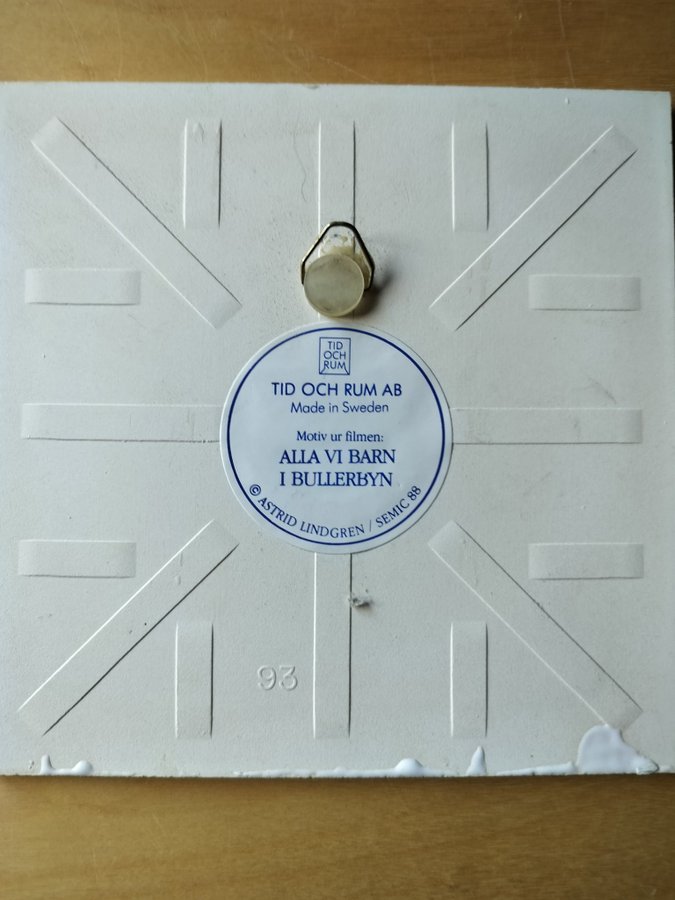 TID
OCH
RUM
TID OCH RUM AB
Made in Sweden
Motiv ur filmen:
ALLA VI BARN
I BULLERBYN
© ASTRID LINDGREN / SEMIC 88
93